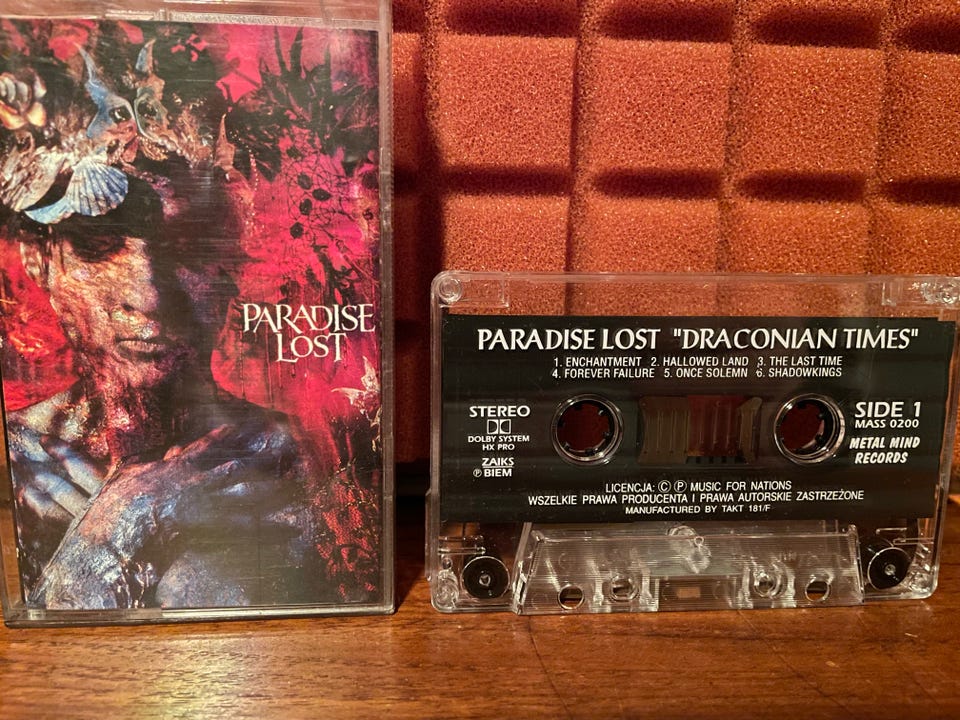 PARADISE
LOST
PARADISE LOST "DRACONIAN TIMES"
1. ENCHANTMENT 2. HALLOWED LAND 3. THE LAST TIME
4. FOREVER FAILURE 5. ONCE SOLEMN 6. SHADOWKINGS
STEREO
DOLBY SYSTEM
HX PRO
ZAIKS
Ⓟ BIEM
SIDE 1
MASS 0200
METAL MIND
RECORDS
LICENCJA: © Ⓟ MUSIC FOR NATIONS
WSZELKIE PRAWA PRODUCENTA I PRAWA AUTORSKIE ZASTRZEŻONE
MANUFACTURED BY TAKT 181/F